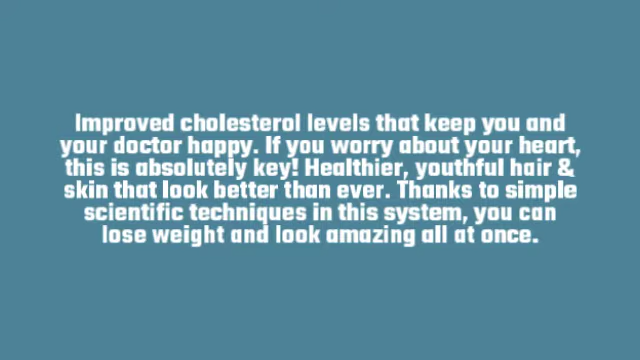 Improved cholesterol levels that keep you and
your doctor happy. If you worry about your heart,
this is absolutely key! Healthier, youthful hair &
skin that look better than ever. Thanks to simple
scientific techniques in this system, you can
lose weight and look amazing all at once.